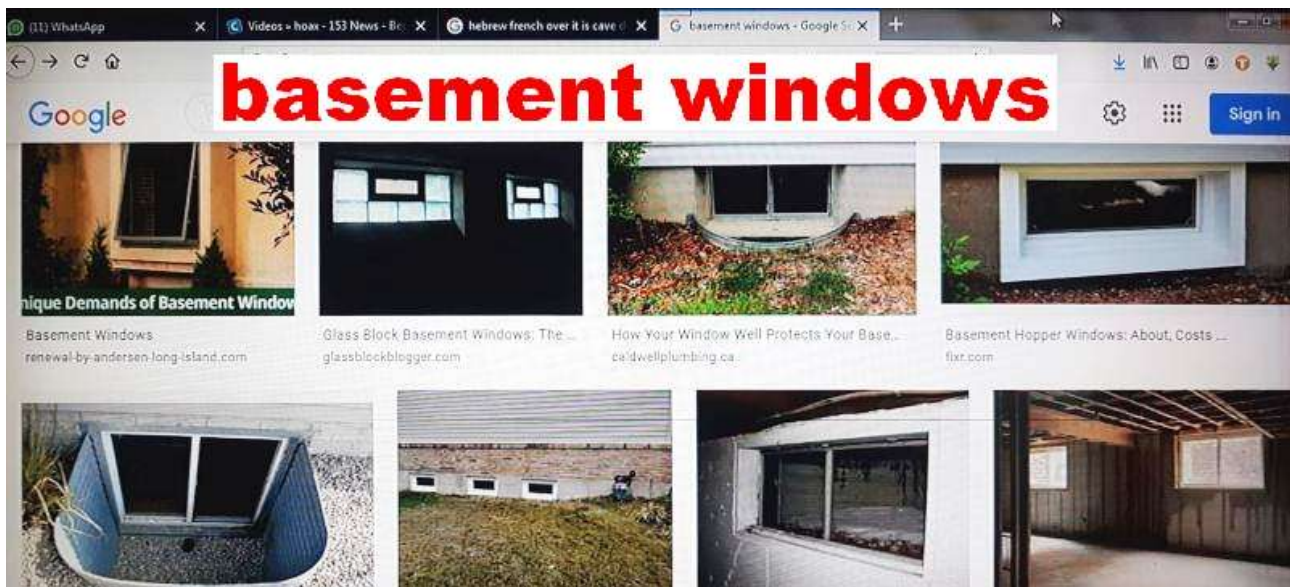 (11) WhatsApp
Videos » hoax - 153 News - Be
hebrew french over it is cave d
basement windows - Google Se
basement windows
Google
Sign in
nique Demands of Basement Window
Basement Windows
renewal-by-andersen-long-island.com
Glass Block Basement Windows: The ...
glassblockblogger.com
How Your Window Well Protects Your Base...
caldwellplumbing.ca
Basement Hopper Windows: About, Costs ...
fixr.com